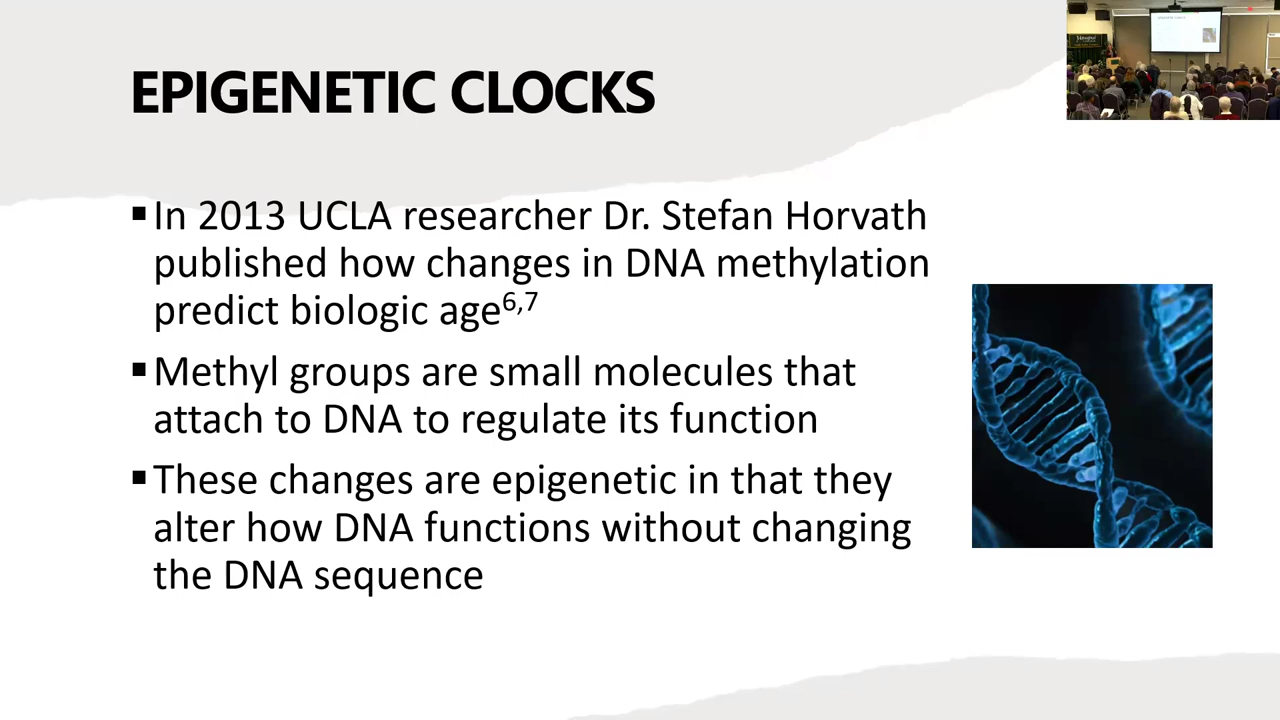 EPIGENETIC CLOCKS
▪In 2013 UCLA researcher Dr. Stefan Horvath
published how changes in DNA methylation
predict biologic age6,7
▪Methyl groups are small molecules that
attach to DNA to regulate its function
▪These changes are epigenetic in that they
alter how DNA functions without changing
the DNA sequence